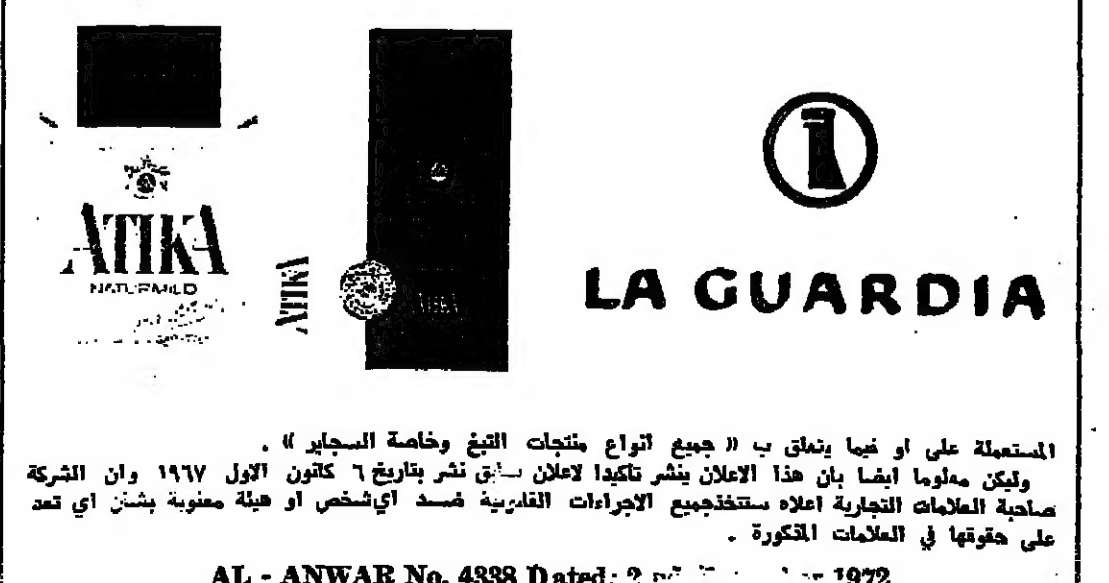 ATIKA
NATURMILD
ATIKA
ATIKA
LA GUARDIA
المستعملة على او فيما يتعلق ب « جميع انواع منتجات التبغ وخاصة السجاير » .
وليكن معلوما ايضا بأن هذا الاعلان ينشر تأكيدا لاعلان سابق نشر بتاريخ ٦ كانون الاول ١٩٦٧ وان الشركة
صاحبة العلامات التجارية اعلاه ستتخذ جميع الاجراءات القانونية ضد اي شخص او هيئة معنوية بشأن اي تعد
على حقوقها في العلامات المذكورة .
AL - ANWAR No. 4338 Dated: 2 1972